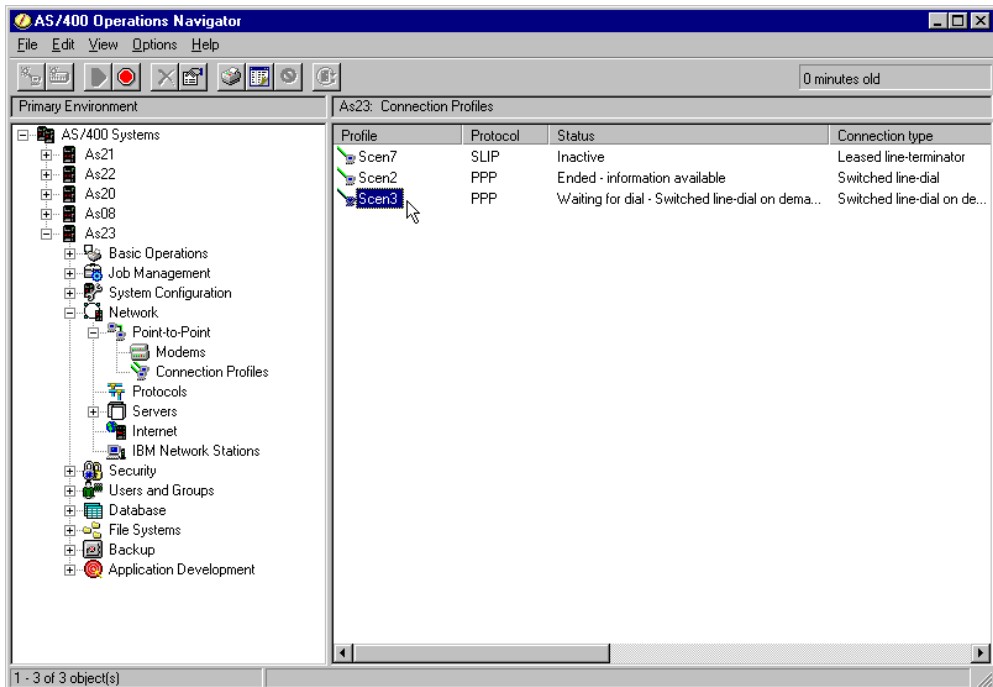 AS/400 Operations Navigator
File Edit View Options Help
0 minutes old
Primary Environment
As23: Connection Profiles
AS/400 Systems
As21
As22
As20
As08
As23
Basic Operations
Job Management
System Configuration
Network
Point-to-Point
Modems
Connection Profiles
Protocols
Servers
Internet
IBM Network Stations
Security
Users and Groups
Database
File Systems
Backup
Application Development
Profile Protocol Status Connection type
Scen7 SLIP Inactive Leased line-terminator
Scen2 PPP Ended - information available Switched line-dial
Scen3 PPP Waiting for dial - Switched line-dial on dema... Switched line-dial on de...
1 - 3 of 3 object(s)